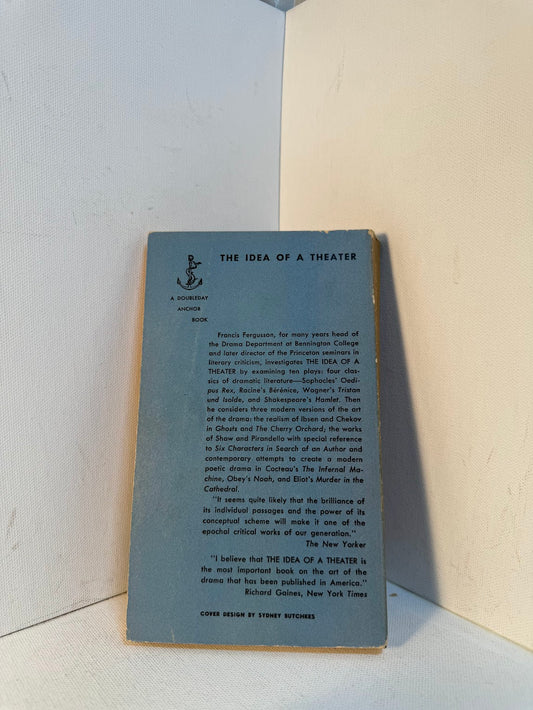 THE IDEA OF A THEATER
A DOUBLEDAY
ANCHOR
BOOK
Francis Fergusson, for many years head of
the Drama Department at Bennington College
and later director of the Princeton seminars in
literary criticism, investigates THE IDEA OF A
THEATER by examining ten plays: four clas-
sics of dramatic literature—Sophocles' Oedi-
pus Rex, Racine's Bérénice, Wagner's Tristan
und Isolde, and Shakespeare's Hamlet. Then
he considers three modern versions of the art
of the drama: the realism of Ibsen and Chekov
in Ghosts and The Cherry Orchard; the works
of Shaw and Pirandello with special reference
to Six Characters in Search of an Author and
contemporary attempts to create a modern
poetic drama in Cocteau's The Infernal Ma-
chine, Obey's Noah, and Eliot's Murder in the
Cathedral.
"It seems quite likely that the brilliance of
its individual passages and the power of its
conceptual scheme will make it one of the
epochal critical works of our generation."
The New Yorker
"I believe that THE IDEA OF A THEATER is
the most important book on the art of the
drama that has been published in America."
Richard Gaines, New York Times
COVER DESIGN BY SYDNEY BUTCHKES